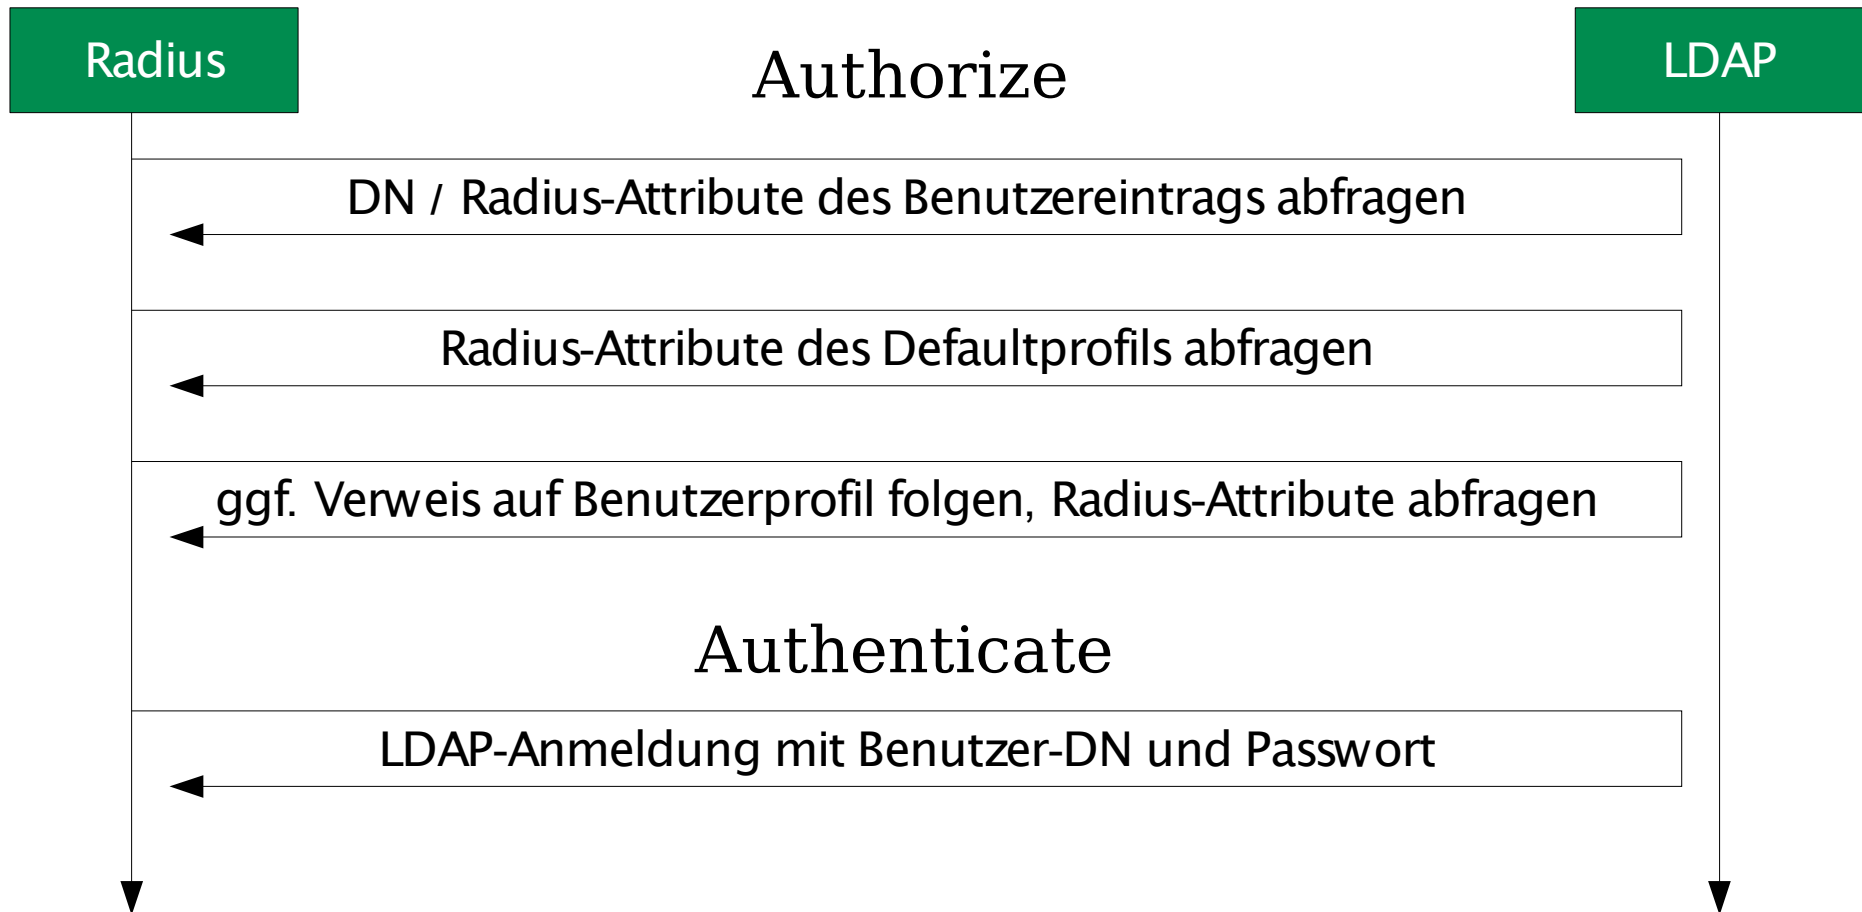 Radius
Authorize
LDAP
DN / Radius-Attribute des Benutzereintrags abfragen
Radius-Attribute des Defaultprofils abfragen
ggf. Verweis auf Benutzerprofil folgen, Radius-Attribute abfragen
Authenticate
LDAP-Anmeldung mit Benutzer-DN und Passwort